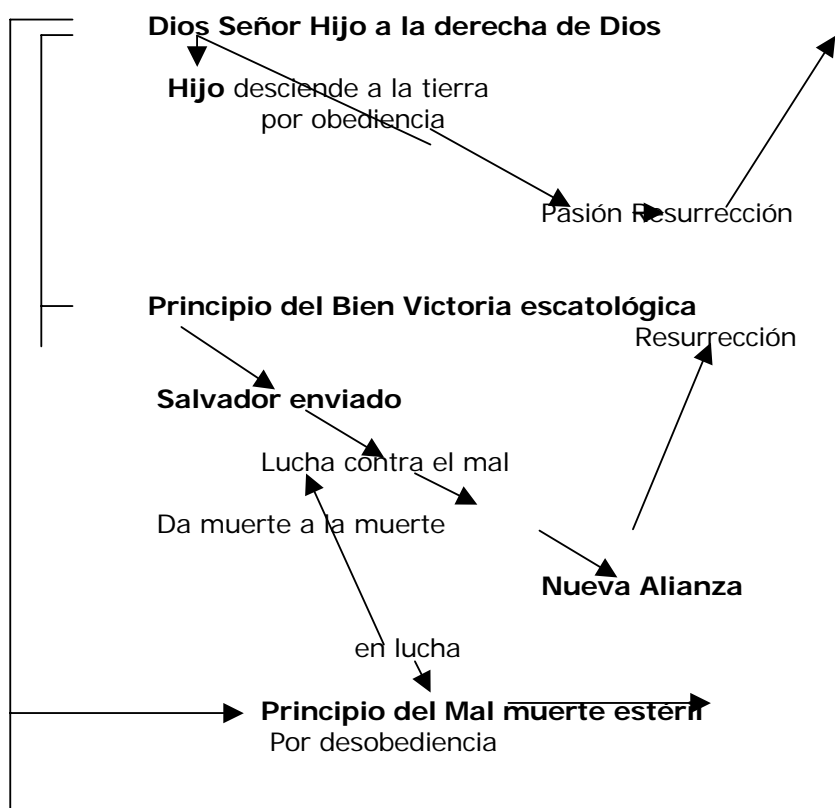 Dios Señor Hijo a la derecha de Dios
Hijo desciende a la tierra
por obediencia
Pasión Resurrección
Principio del Bien Victoria escatológica
Resurrección
Salvador enviado
Lucha contra el mal
Da muerte a la muerte
Nueva Alianza
en lucha
Principio del Mal muerte estéril
Por desobediencia